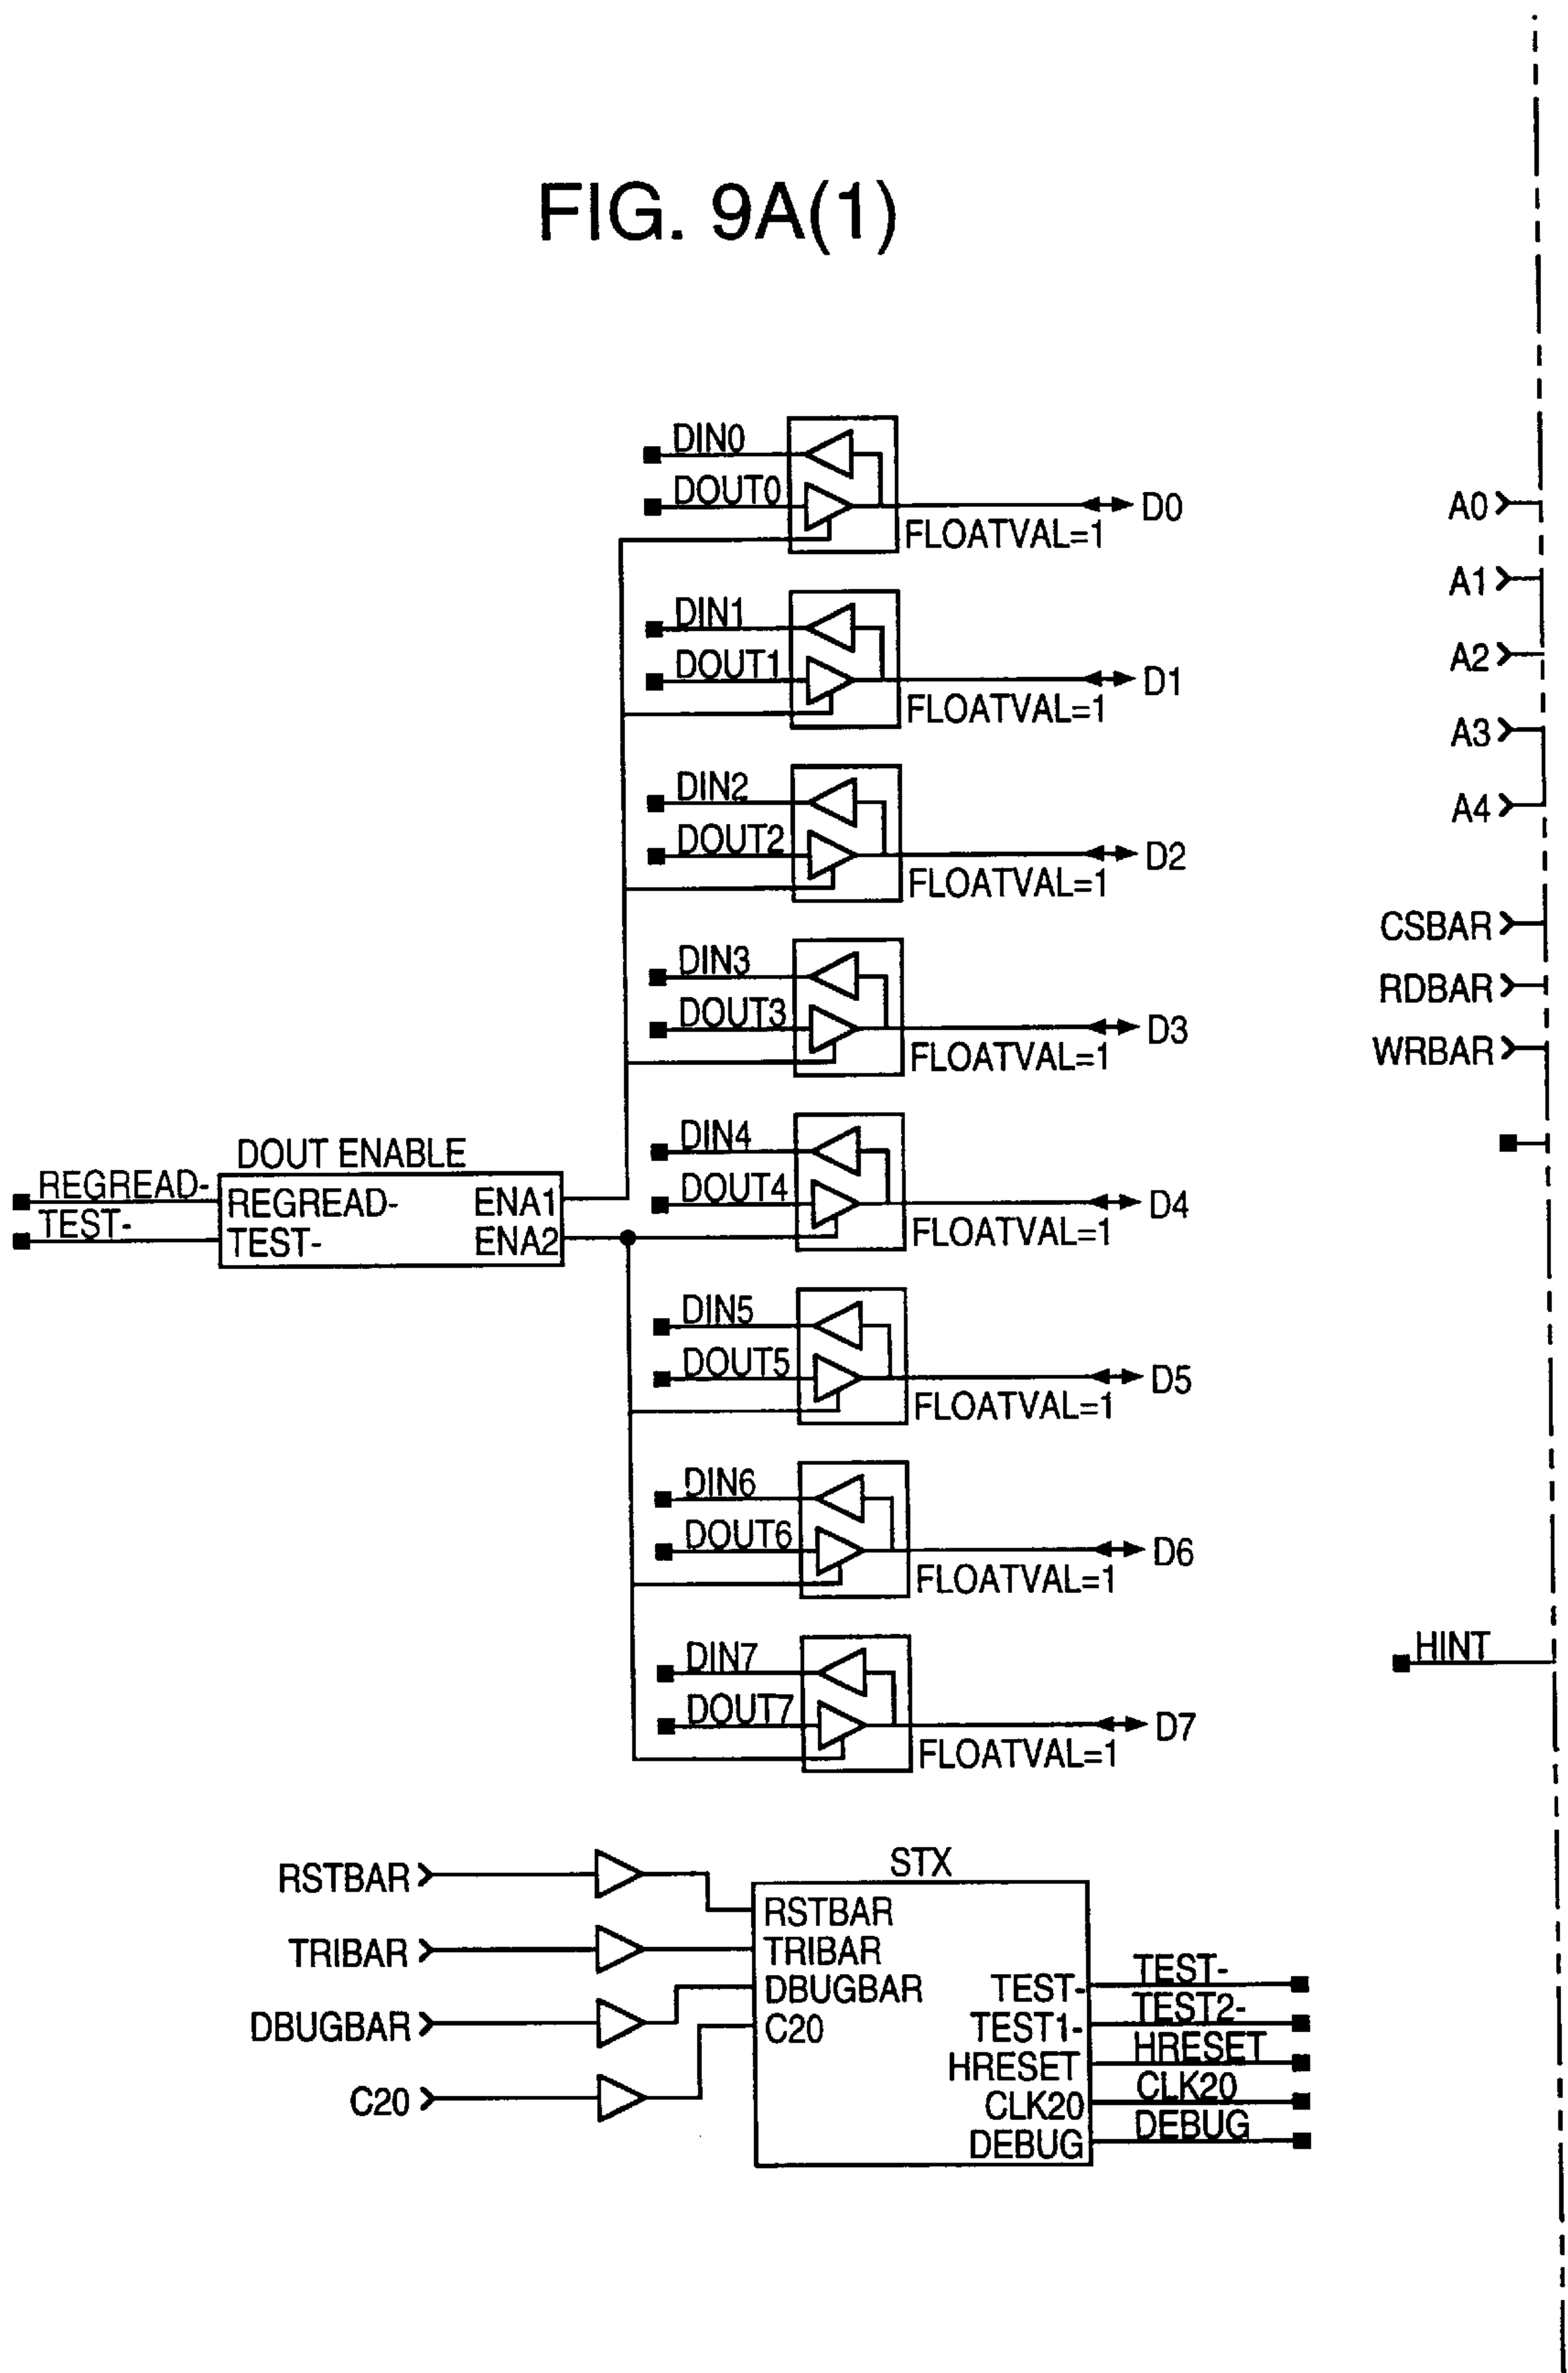 FIG. 9A(1)
DIN0
DOUT0
D0
FLOATVAL=1
DIN1
DOUT1
D1
FLOATVAL=1
DIN2
DOUT2
D2
FLOATVAL=1
DIN3
DOUT3
D3
FLOATVAL=1
DOUT ENABLE
REGREAD-
TEST-
REGREAD-
TEST-
ENA1
ENA2
DIN4
DOUT4
D4
FLOATVAL=1
DIN5
DOUT5
D5
FLOATVAL=1
DIN6
DOUT6
D6
FLOATVAL=1
DIN7
DOUT7
D7
FLOATVAL=1
A0
A1
A2
A3
A4
CSBAR
RDBAR
WRBAR
HINT
RSTBAR
TRIBAR
DBUGBAR
C20
STX
RSTBAR
TRIBAR
DBUGBAR
C20
TEST-
TEST1-
HRESET
CLK20
DEBUG
TEST-
TEST2-
HRESET
CLK20
DEBUG